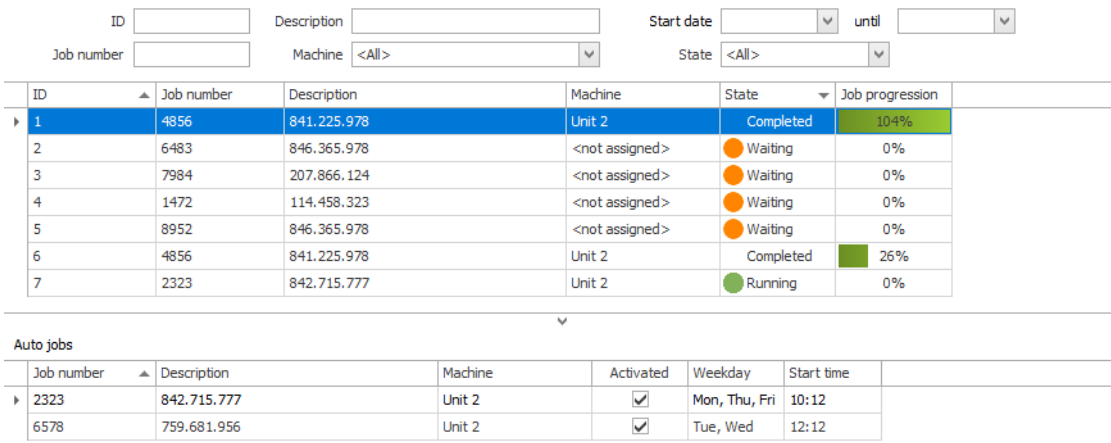 ID Description Start date until
Job number Machine <All> State <All>
ID Job number Description Machine State Job progression
1 4856 841.225.978 Unit 2 Completed 104%
2 6483 846.365.978 <not assigned> Waiting 0%
3 7984 207.866.124 <not assigned> Waiting 0%
4 1472 114.458.323 <not assigned> Waiting 0%
5 8952 846.365.978 <not assigned> Waiting 0%
6 4856 841.225.978 Unit 2 Completed 26%
7 2323 842.715.777 Unit 2 Running 0%
Auto jobs
Job number Description Machine Activated Weekday Start time
2323 842.715.777 Unit 2 Mon, Thu, Fri 10:12
6578 759.681.956 Unit 2 Tue, Wed 12:12